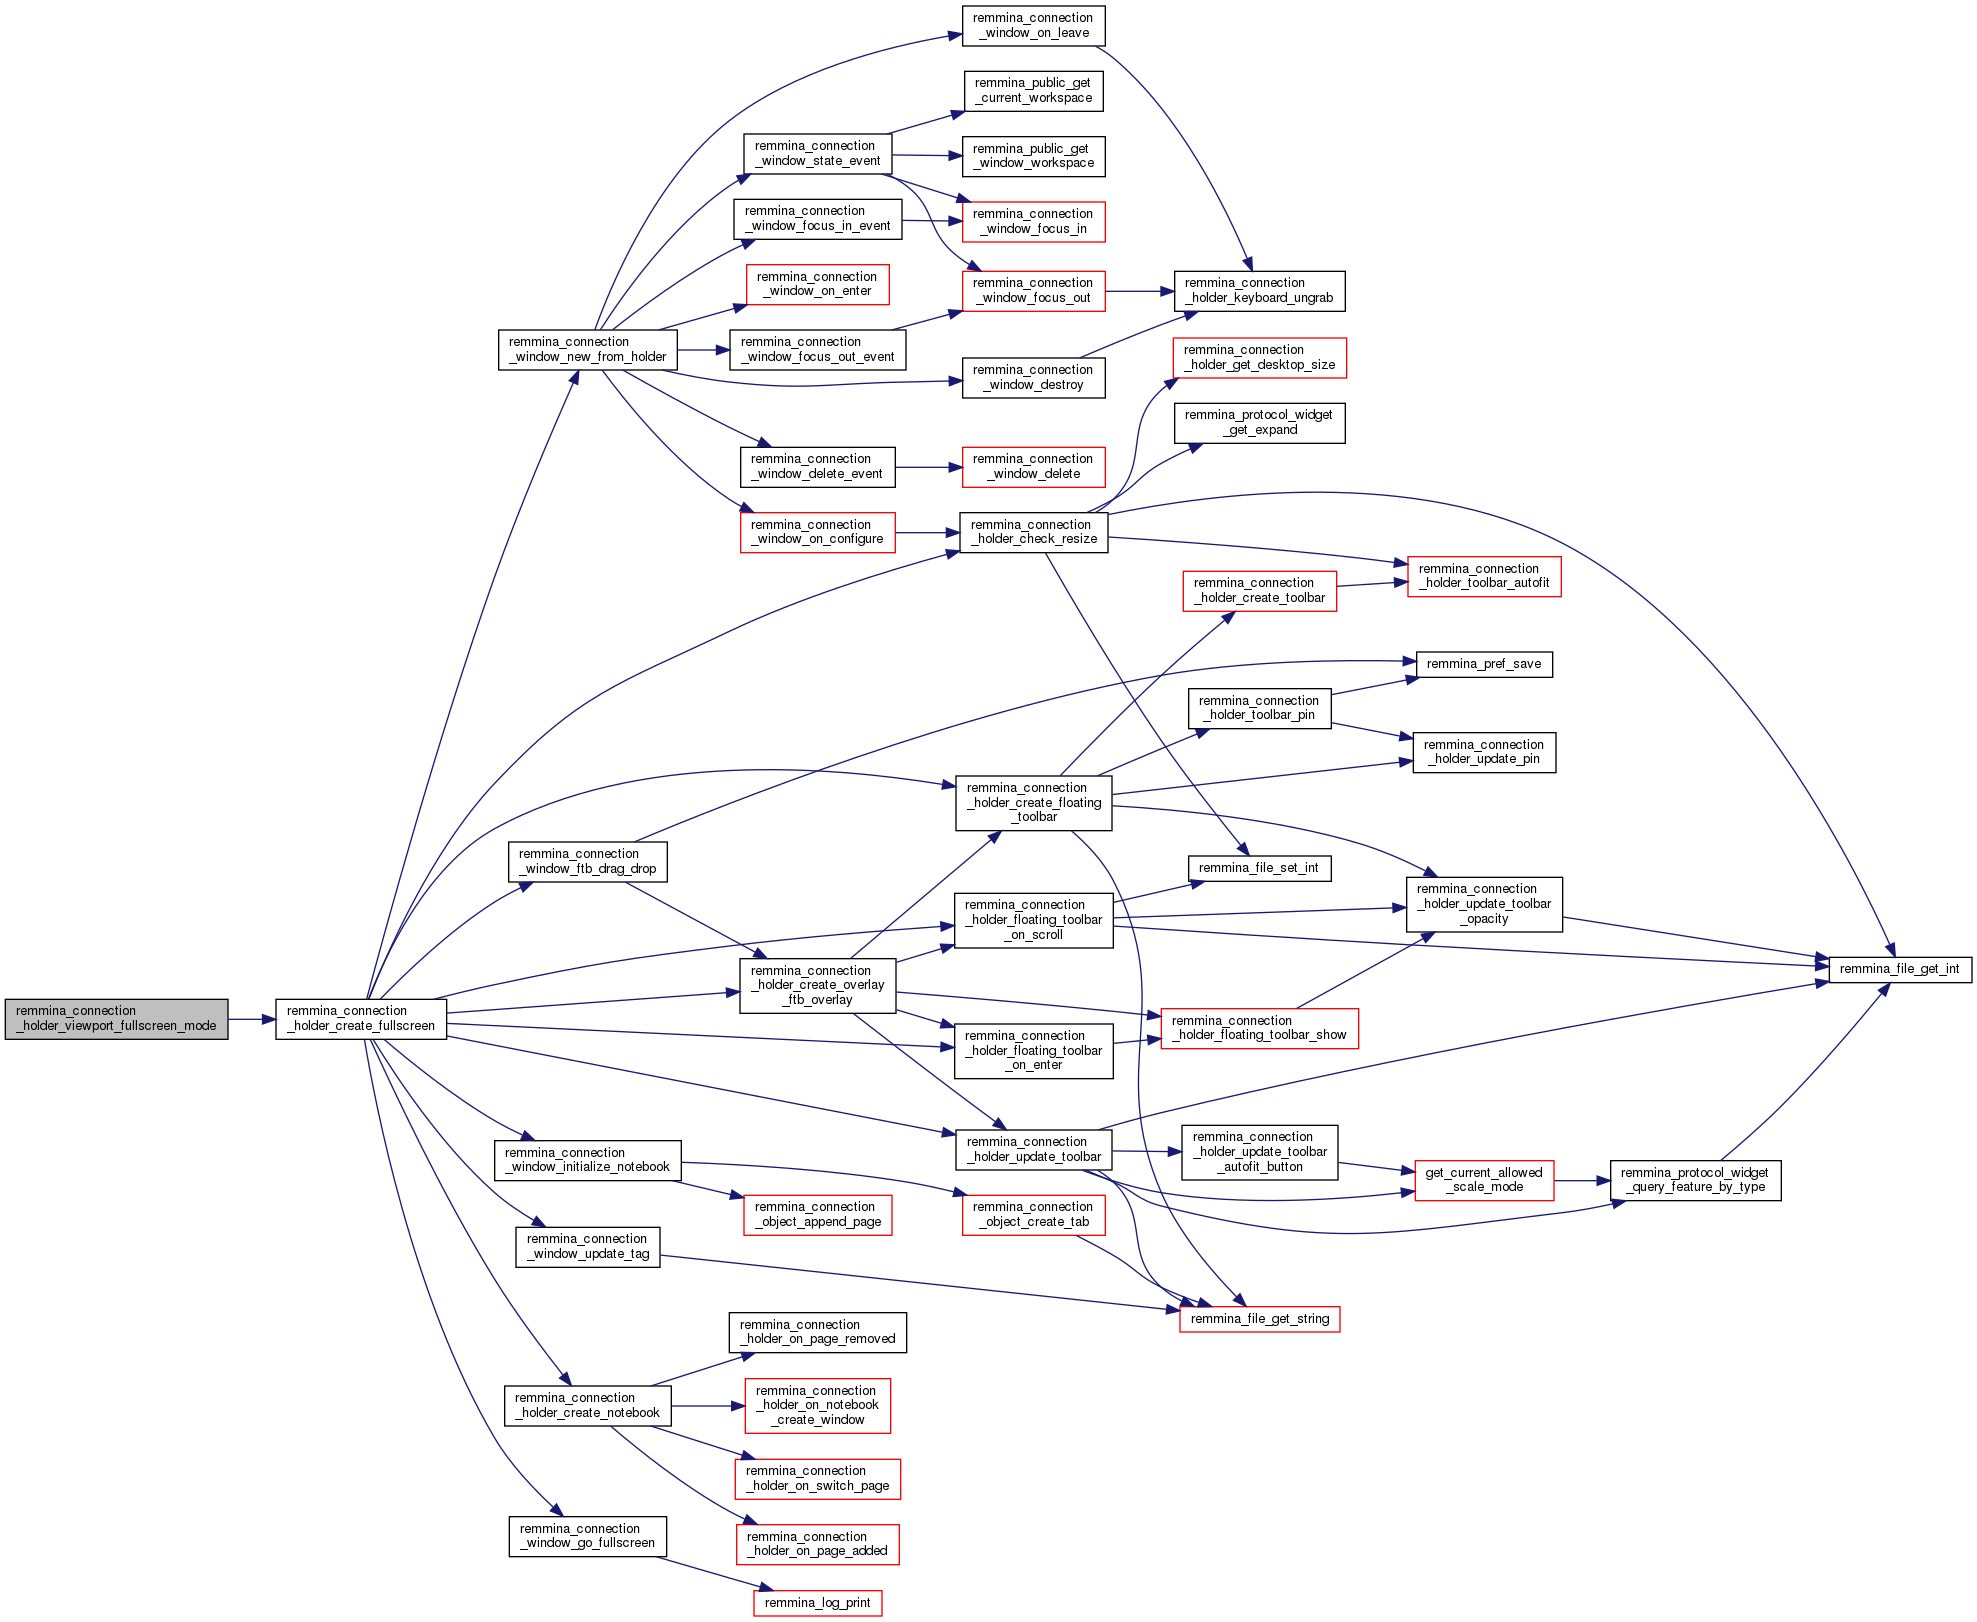 remmina_connection
_holder_viewport_fullscreen_mode
remmina_connection
_holder_create_fullscreen
remmina_connection
_window_new_from_holder
remmina_connection
_window_ftb_drag_drop
remmina_connection
_window_initialize_notebook
remmina_connection
_window_update_tag
remmina_connection
_holder_create_notebook
remmina_connection
_window_go_fullscreen
remmina_connection
_window_state_event
remmina_connection
_window_focus_in_event
remmina_connection
_window_on_enter
remmina_connection
_window_focus_out_event
remmina_connection
_window_delete_event
remmina_connection
_window_on_configure
remmina_connection
_holder_create_overlay
_ftb_overlay
remmina_connection
_object_append_page
remmina_connection
_holder_on_page_removed
remmina_connection
_holder_on_notebook
_create_window
remmina_connection
_holder_on_switch_page
remmina_connection
_holder_on_page_added
remmina_log_print
remmina_connection
_window_on_leave
remmina_public_get
_current_workspace
remmina_public_get
_window_workspace
remmina_connection
_window_focus_in
remmina_connection
_window_focus_out
remmina_connection
_window_destroy
remmina_connection
_window_delete
remmina_connection
_holder_check_resize
remmina_connection
_holder_create_floating
_toolbar
remmina_connection
_holder_floating_toolbar
_on_scroll
remmina_connection
_holder_floating_toolbar
_on_enter
remmina_connection
_holder_update_toolbar
remmina_connection
_object_create_tab
remmina_connection
_holder_keyboard_ungrab
remmina_connection
_holder_get_desktop_size
remmina_protocol_widget
_get_expand
remmina_connection
_holder_create_toolbar
remmina_connection
_holder_toolbar_pin
remmina_file_set_int
remmina_connection
_holder_floating_toolbar_show
remmina_connection
_holder_update_toolbar
_autofit_button
remmina_file_get_string
remmina_connection
_holder_toolbar_autofit
remmina_pref_save
remmina_connection
_holder_update_pin
remmina_connection
_holder_update_toolbar
_opacity
get_current_allowed
_scale_mode
remmina_protocol_widget
_query_feature_by_type
remmina_file_get_int